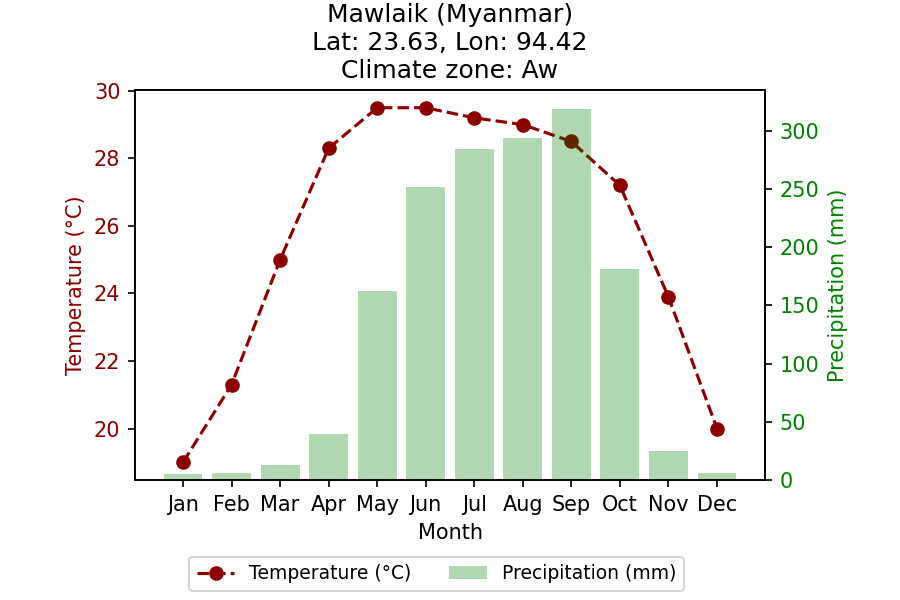 Mawlaik (Myanmar)
Lat: 23.63, Lon: 94.42
Climate zone: Aw
Temperature (°C)
30
28
26
24
22
20
Precipitation (mm)
300
250
200
150
100
50
0
Jan Feb Mar Apr May Jun Jul Aug Sep Oct Nov Dec
Month
Temperature (°C) Precipitation (mm)